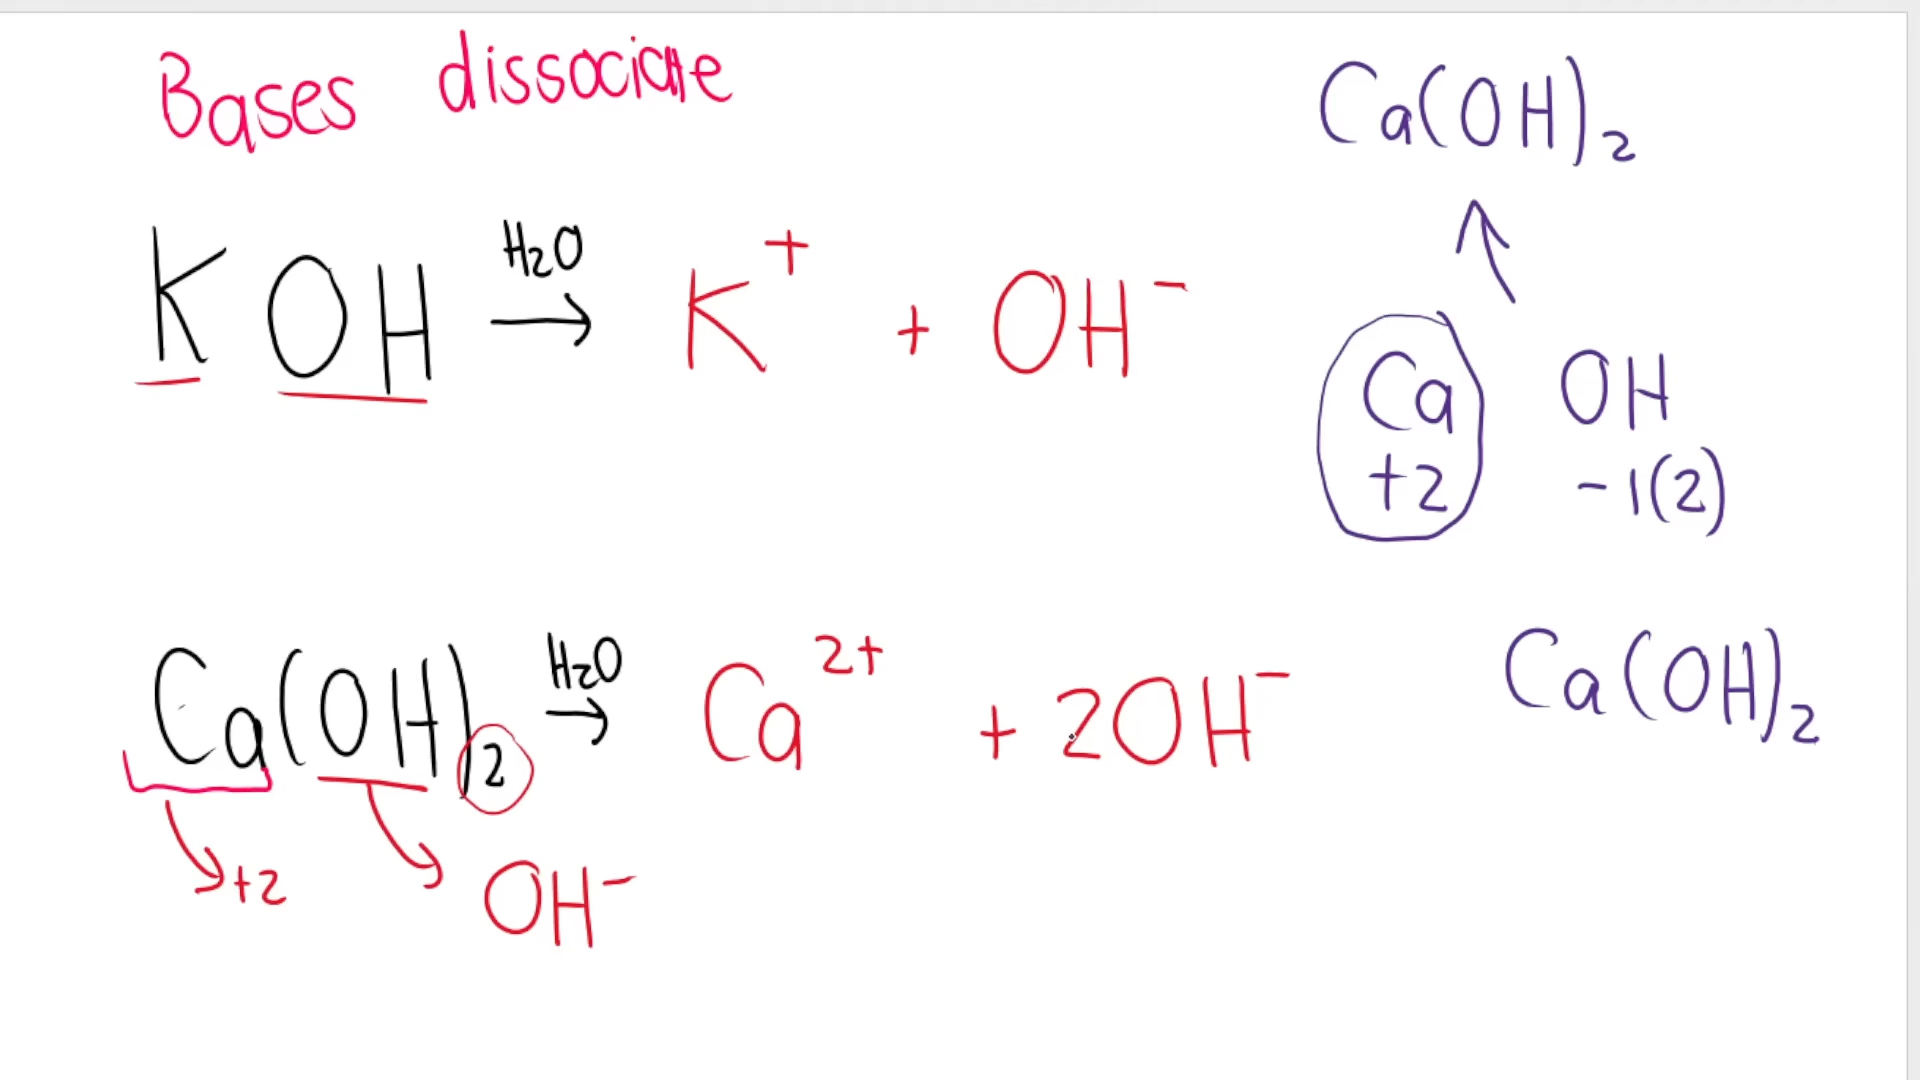 Bases dissociate
KOH H₂O → K⁺ + OH⁻
Ca(OH)₂ H₂O → Ca²⁺ + 2OH⁻
+2
OH⁻
Ca(OH)₂
↑
Ca OH
+2 -1(2)
Ca(OH)₂